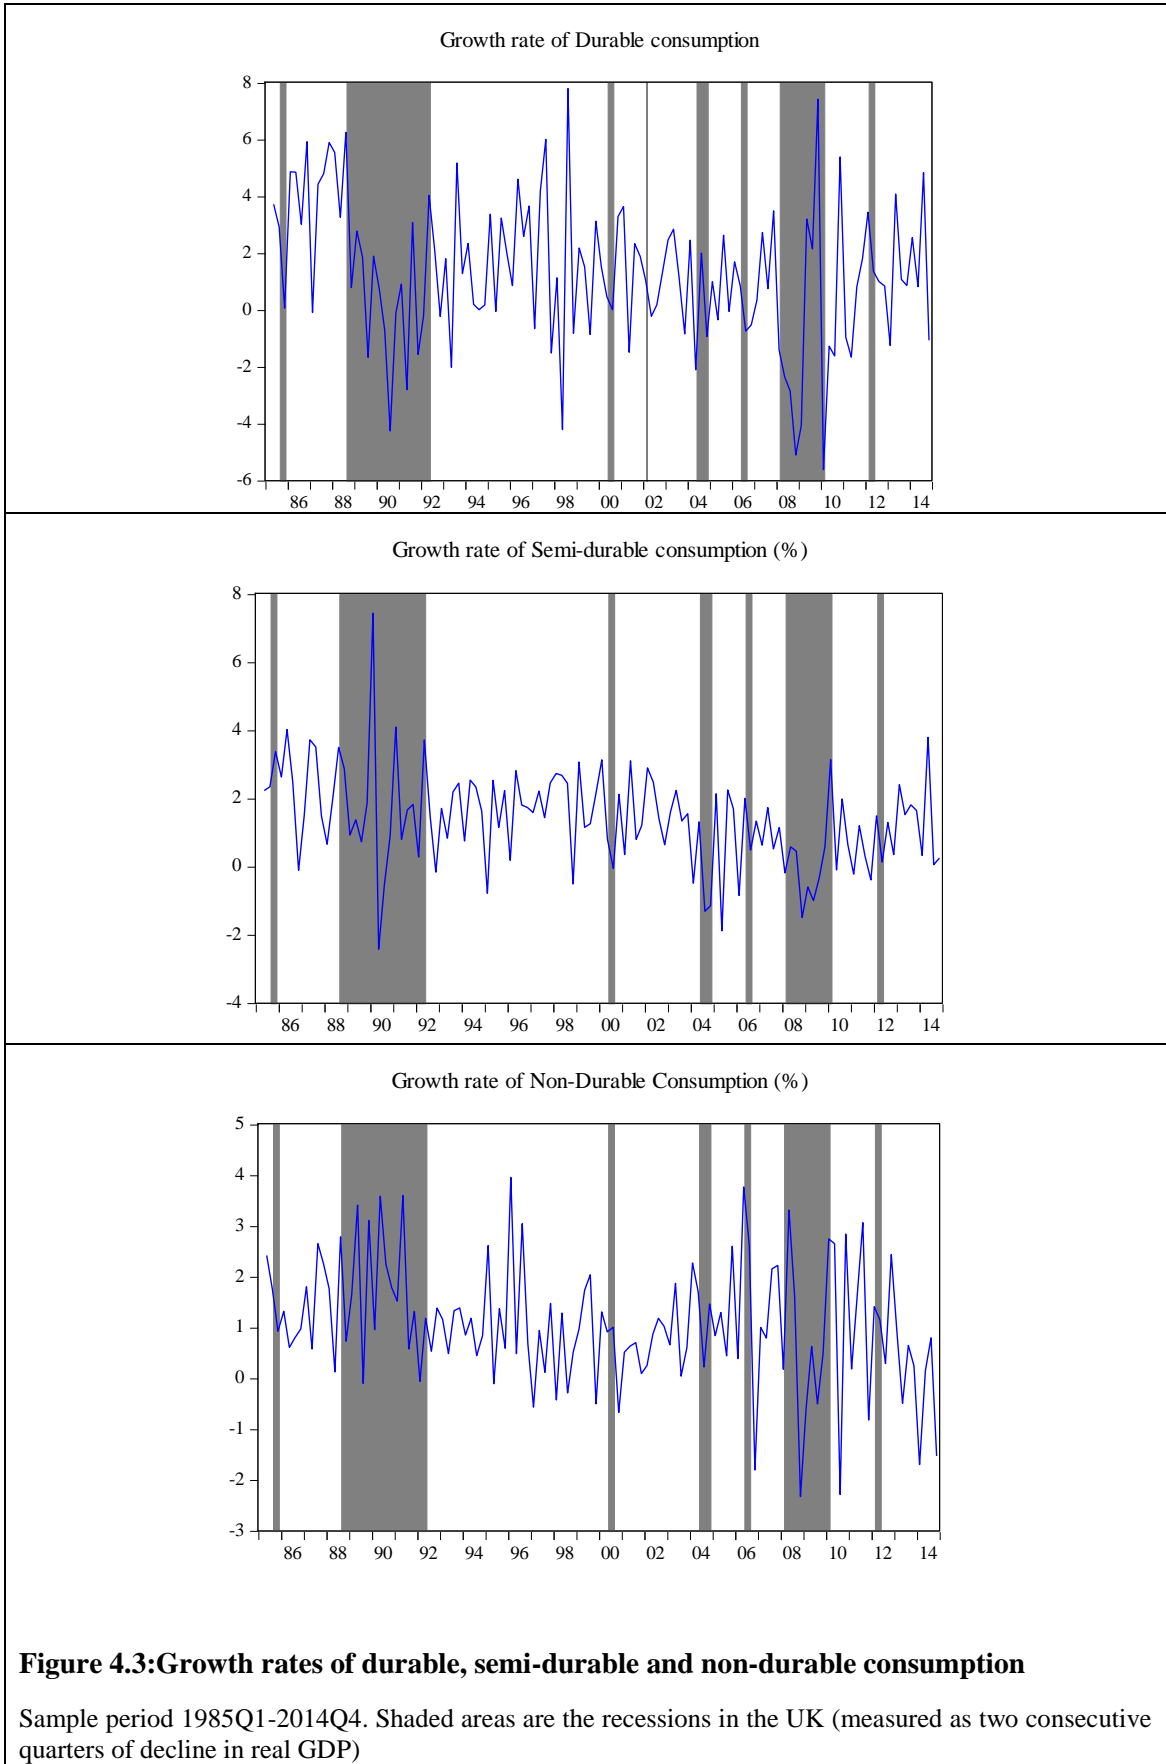 Growth rate of Durable consumption
8
6
4
2
0
-2
-4
-6
86 88 90 92 94 96 98 00 02 04 06 08 10 12 14
Growth rate of Semi-durable consumption (%)
8
6
4
2
0
-2
-4
86 88 90 92 94 96 98 00 02 04 06 08 10 12 14
Growth rate of Non-Durable Consumption (%)
5
4
3
2
1
0
-1
-2
-3
86 88 90 92 94 96 98 00 02 04 06 08 10 12 14
Figure 4.3:Growth rates of durable, semi-durable and non-durable consumption
Sample period 1985Q1-2014Q4. Shaded areas are the recessions in the UK (measured as two consecutive
quarters of decline in real GDP)